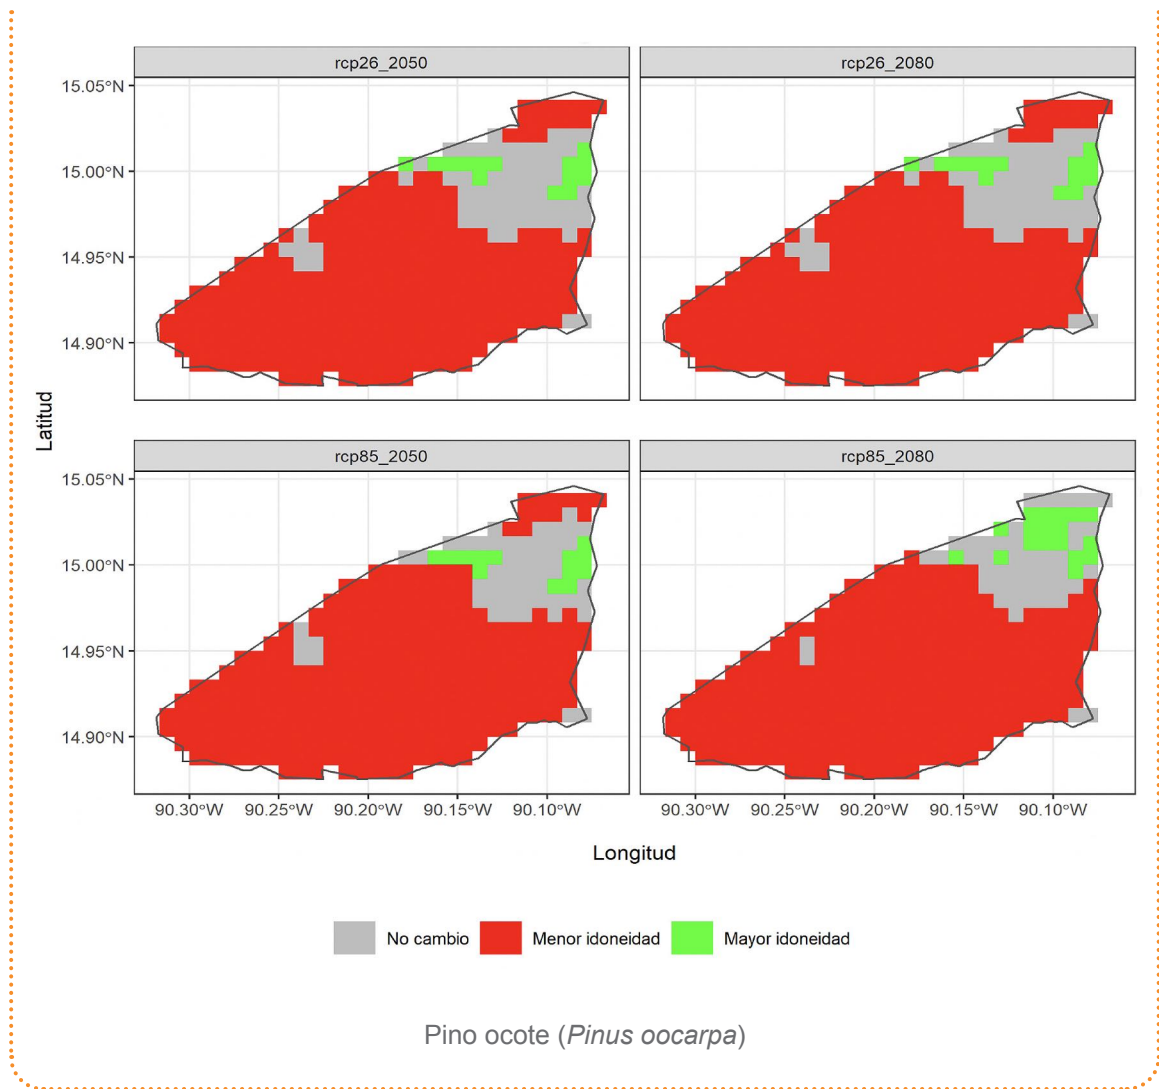 rcp26_2050 rcp26_2080
15.05°N
15.00°N
14.95°N
14.90°N
Latitud
rcp85_2050 rcp85_2080
15.05°N
15.00°N
14.95°N
14.90°N
90.30°W 90.25°W 90.20°W 90.15°W 90.10°W 90.30°W 90.25°W 90.20°W 90.15°W 90.10°W
Longitud
No cambio Menor idoneidad Mayor idoneidad
Pino ocote (Pinus oocarpa)